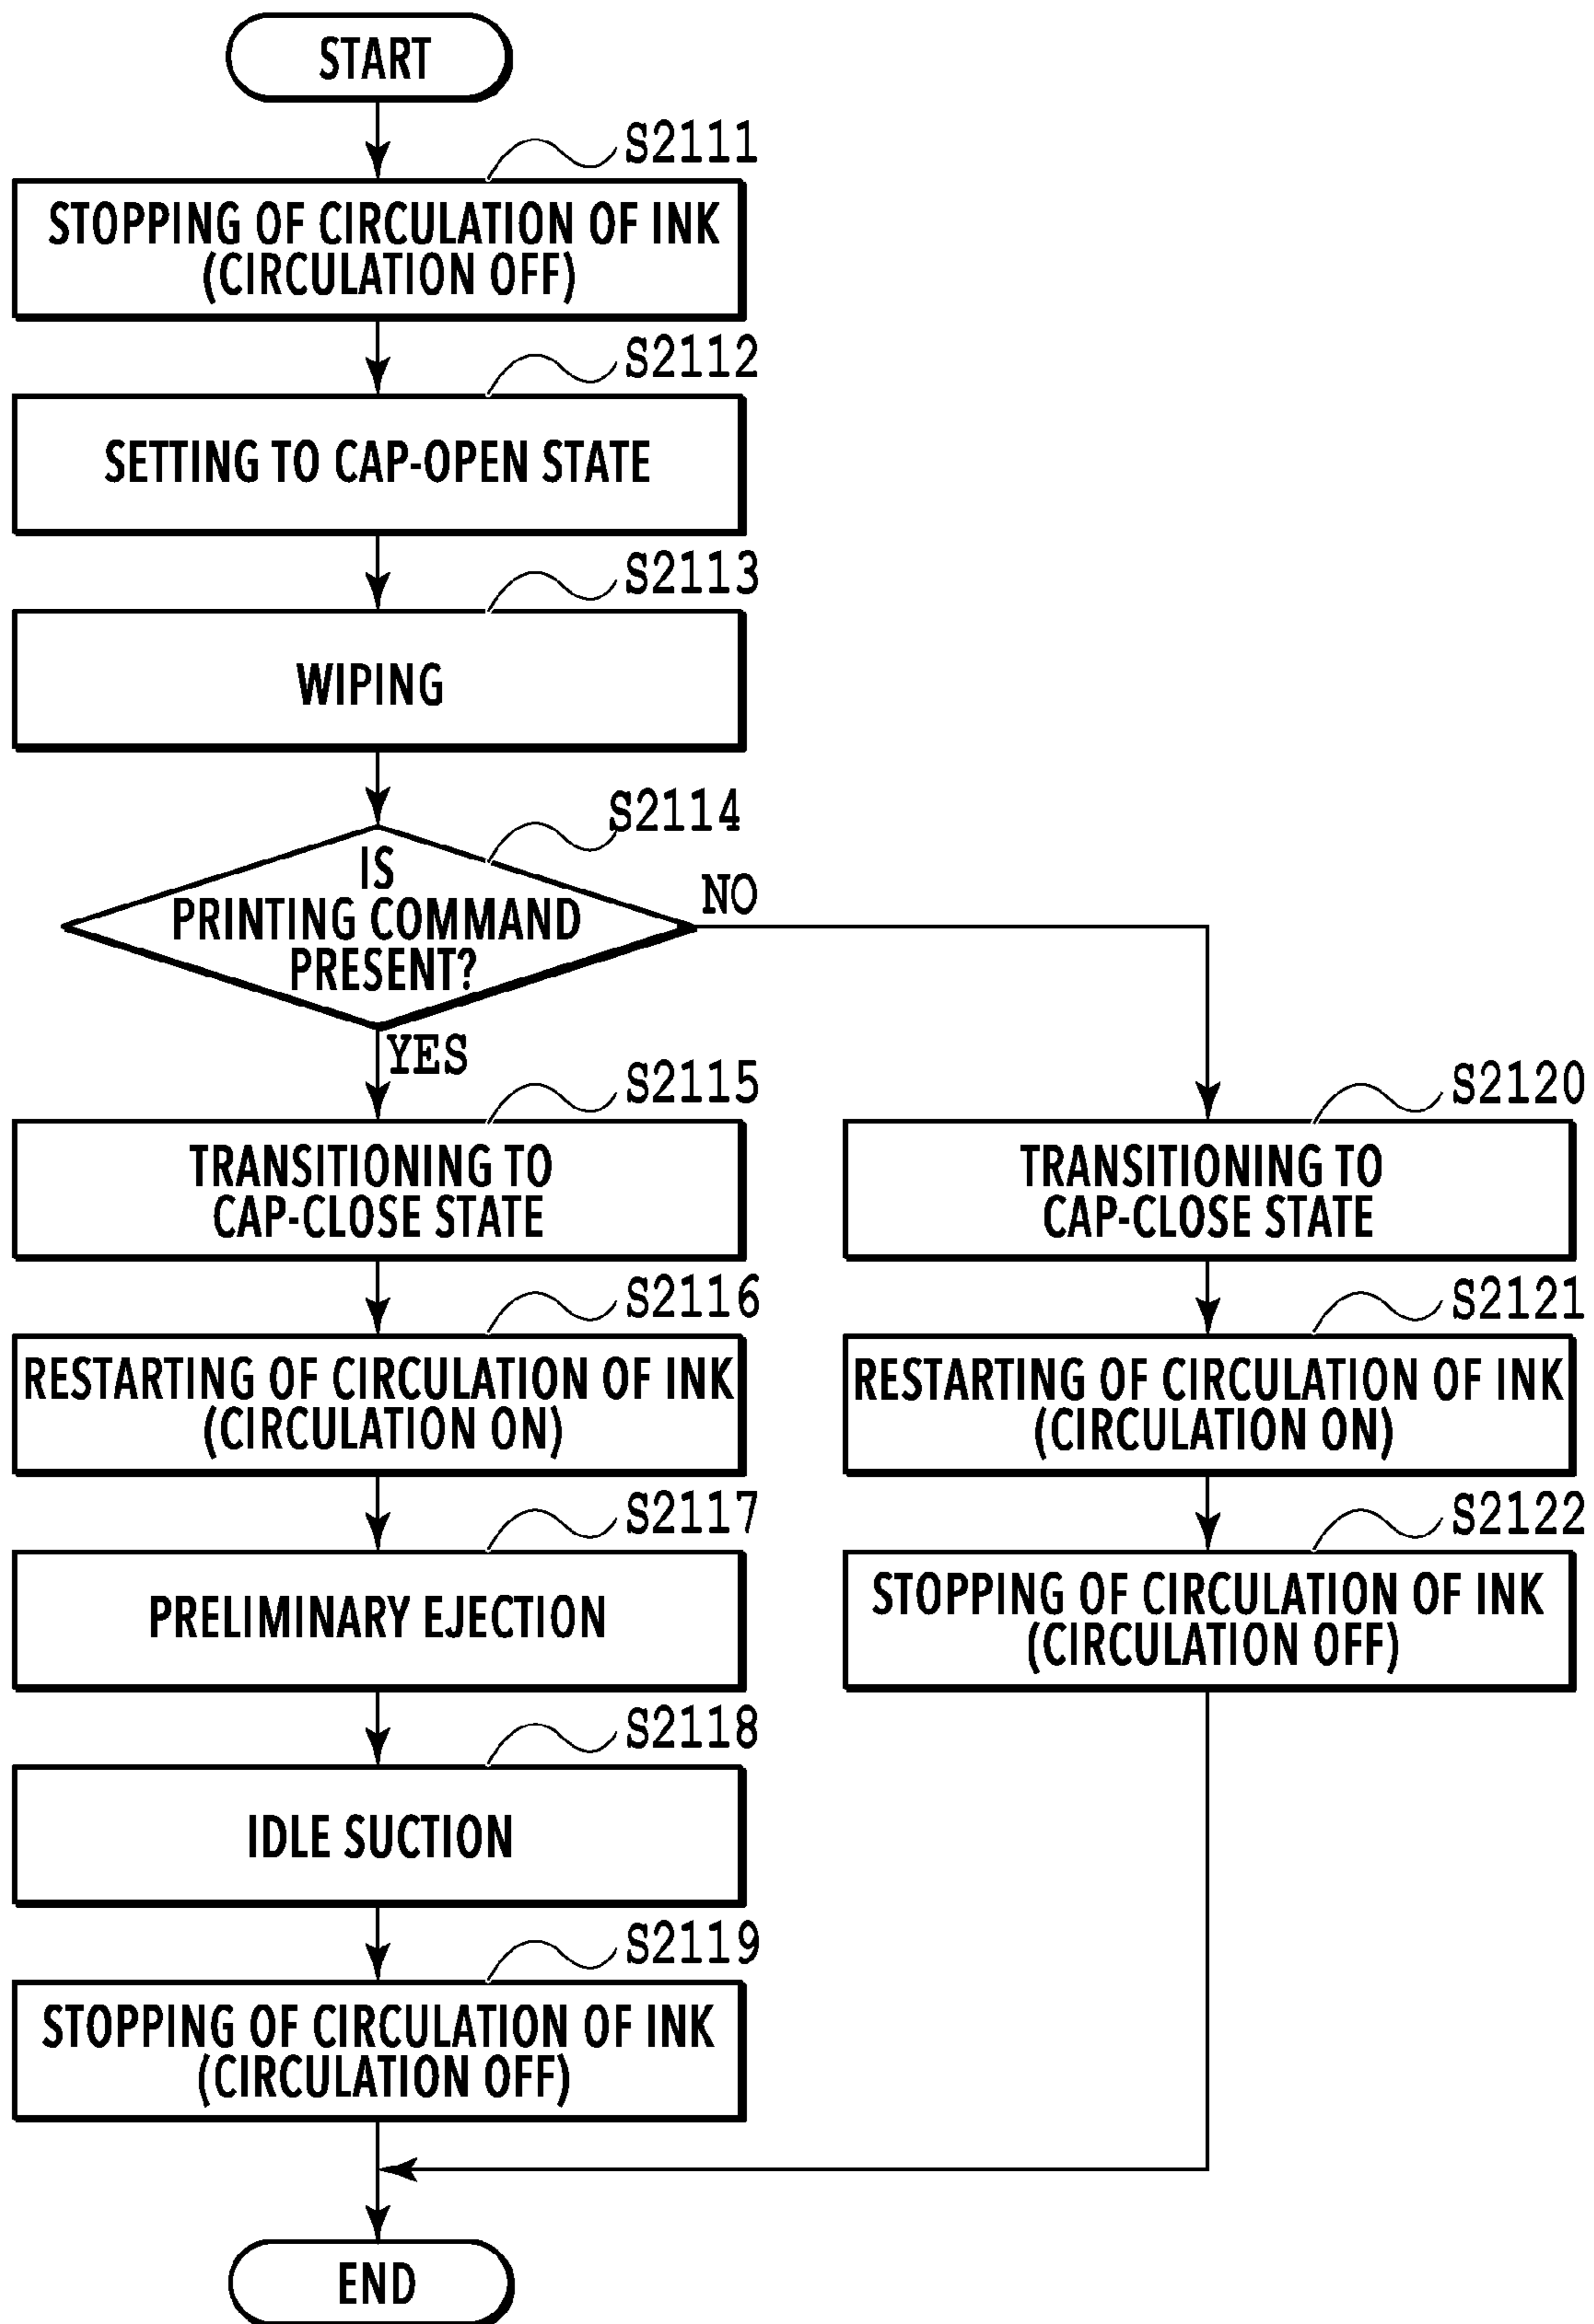 START
S2111
STOPPING OF CIRCULATION OF INK
(CIRCULATION OFF)
S2112
SETTING TO CAP-OPEN STATE
S2113
WIPING
S2114
IS
PRINTING COMMAND
PRESENT?
NO
YES
S2115
TRANSITIONING TO
CAP-CLOSE STATE
S2116
RESTARTING OF CIRCULATION OF INK
(CIRCULATION ON)
S2117
PRELIMINARY EJECTION
S2118
IDLE SUCTION
S2119
STOPPING OF CIRCULATION OF INK
(CIRCULATION OFF)
S2120
TRANSITIONING TO
CAP-CLOSE STATE
S2121
RESTARTING OF CIRCULATION OF INK
(CIRCULATION ON)
S2122
STOPPING OF CIRCULATION OF INK
(CIRCULATION OFF)
END